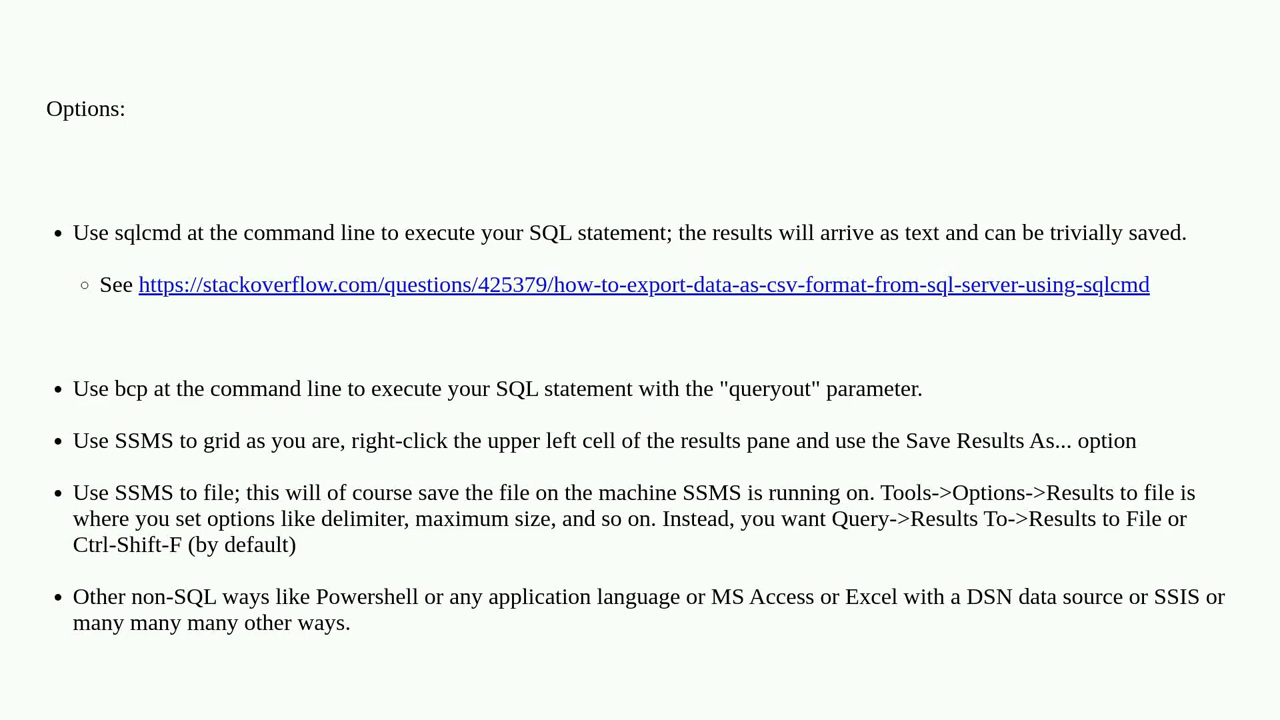 Options:
Use sqlcmd at the command line to execute your SQL statement; the results will arrive as text and can be trivially saved.
See https://stackoverflow.com/questions/425379/how-to-export-data-as-csv-format-from-sql-server-using-sqlcmd
Use bcp at the command line to execute your SQL statement with the "queryout" parameter.
Use SSMS to grid as you are, right-click the upper left cell of the results pane and use the Save Results As... option
Use SSMS to file; this will of course save the file on the machine SSMS is running on. Tools->Options->Results to file is
where you set options like delimiter, maximum size, and so on. Instead, you want Query->Results To->Results to File or
Ctrl-Shift-F (by default)
Other non-SQL ways like Powershell or any application language or MS Access or Excel with a DSN data source or SSIS or
many many many other ways.